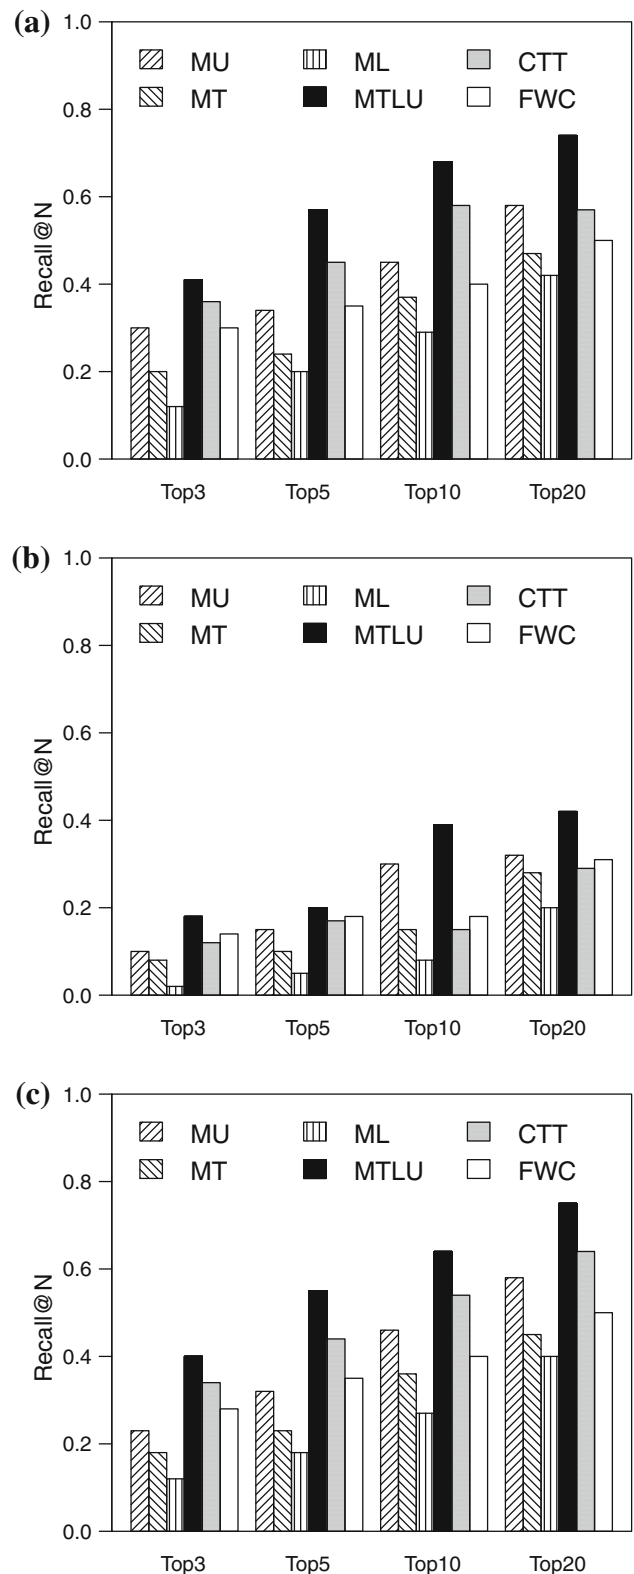 (a)
1.0
MU ML CTT
MT MTLU FWC
0.8
0.6
Recall@N
0.4
0.2
0.0
Top3 Top5 Top10 Top20
(b)
1.0
MU ML CTT
MT MTLU FWC
0.8
0.6
Recall@N
0.4
0.2
0.0
Top3 Top5 Top10 Top20
(c)
1.0
MU ML CTT
MT MTLU FWC
0.8
0.6
Recall@N
0.4
0.2
0.0
Top3 Top5 Top10 Top20